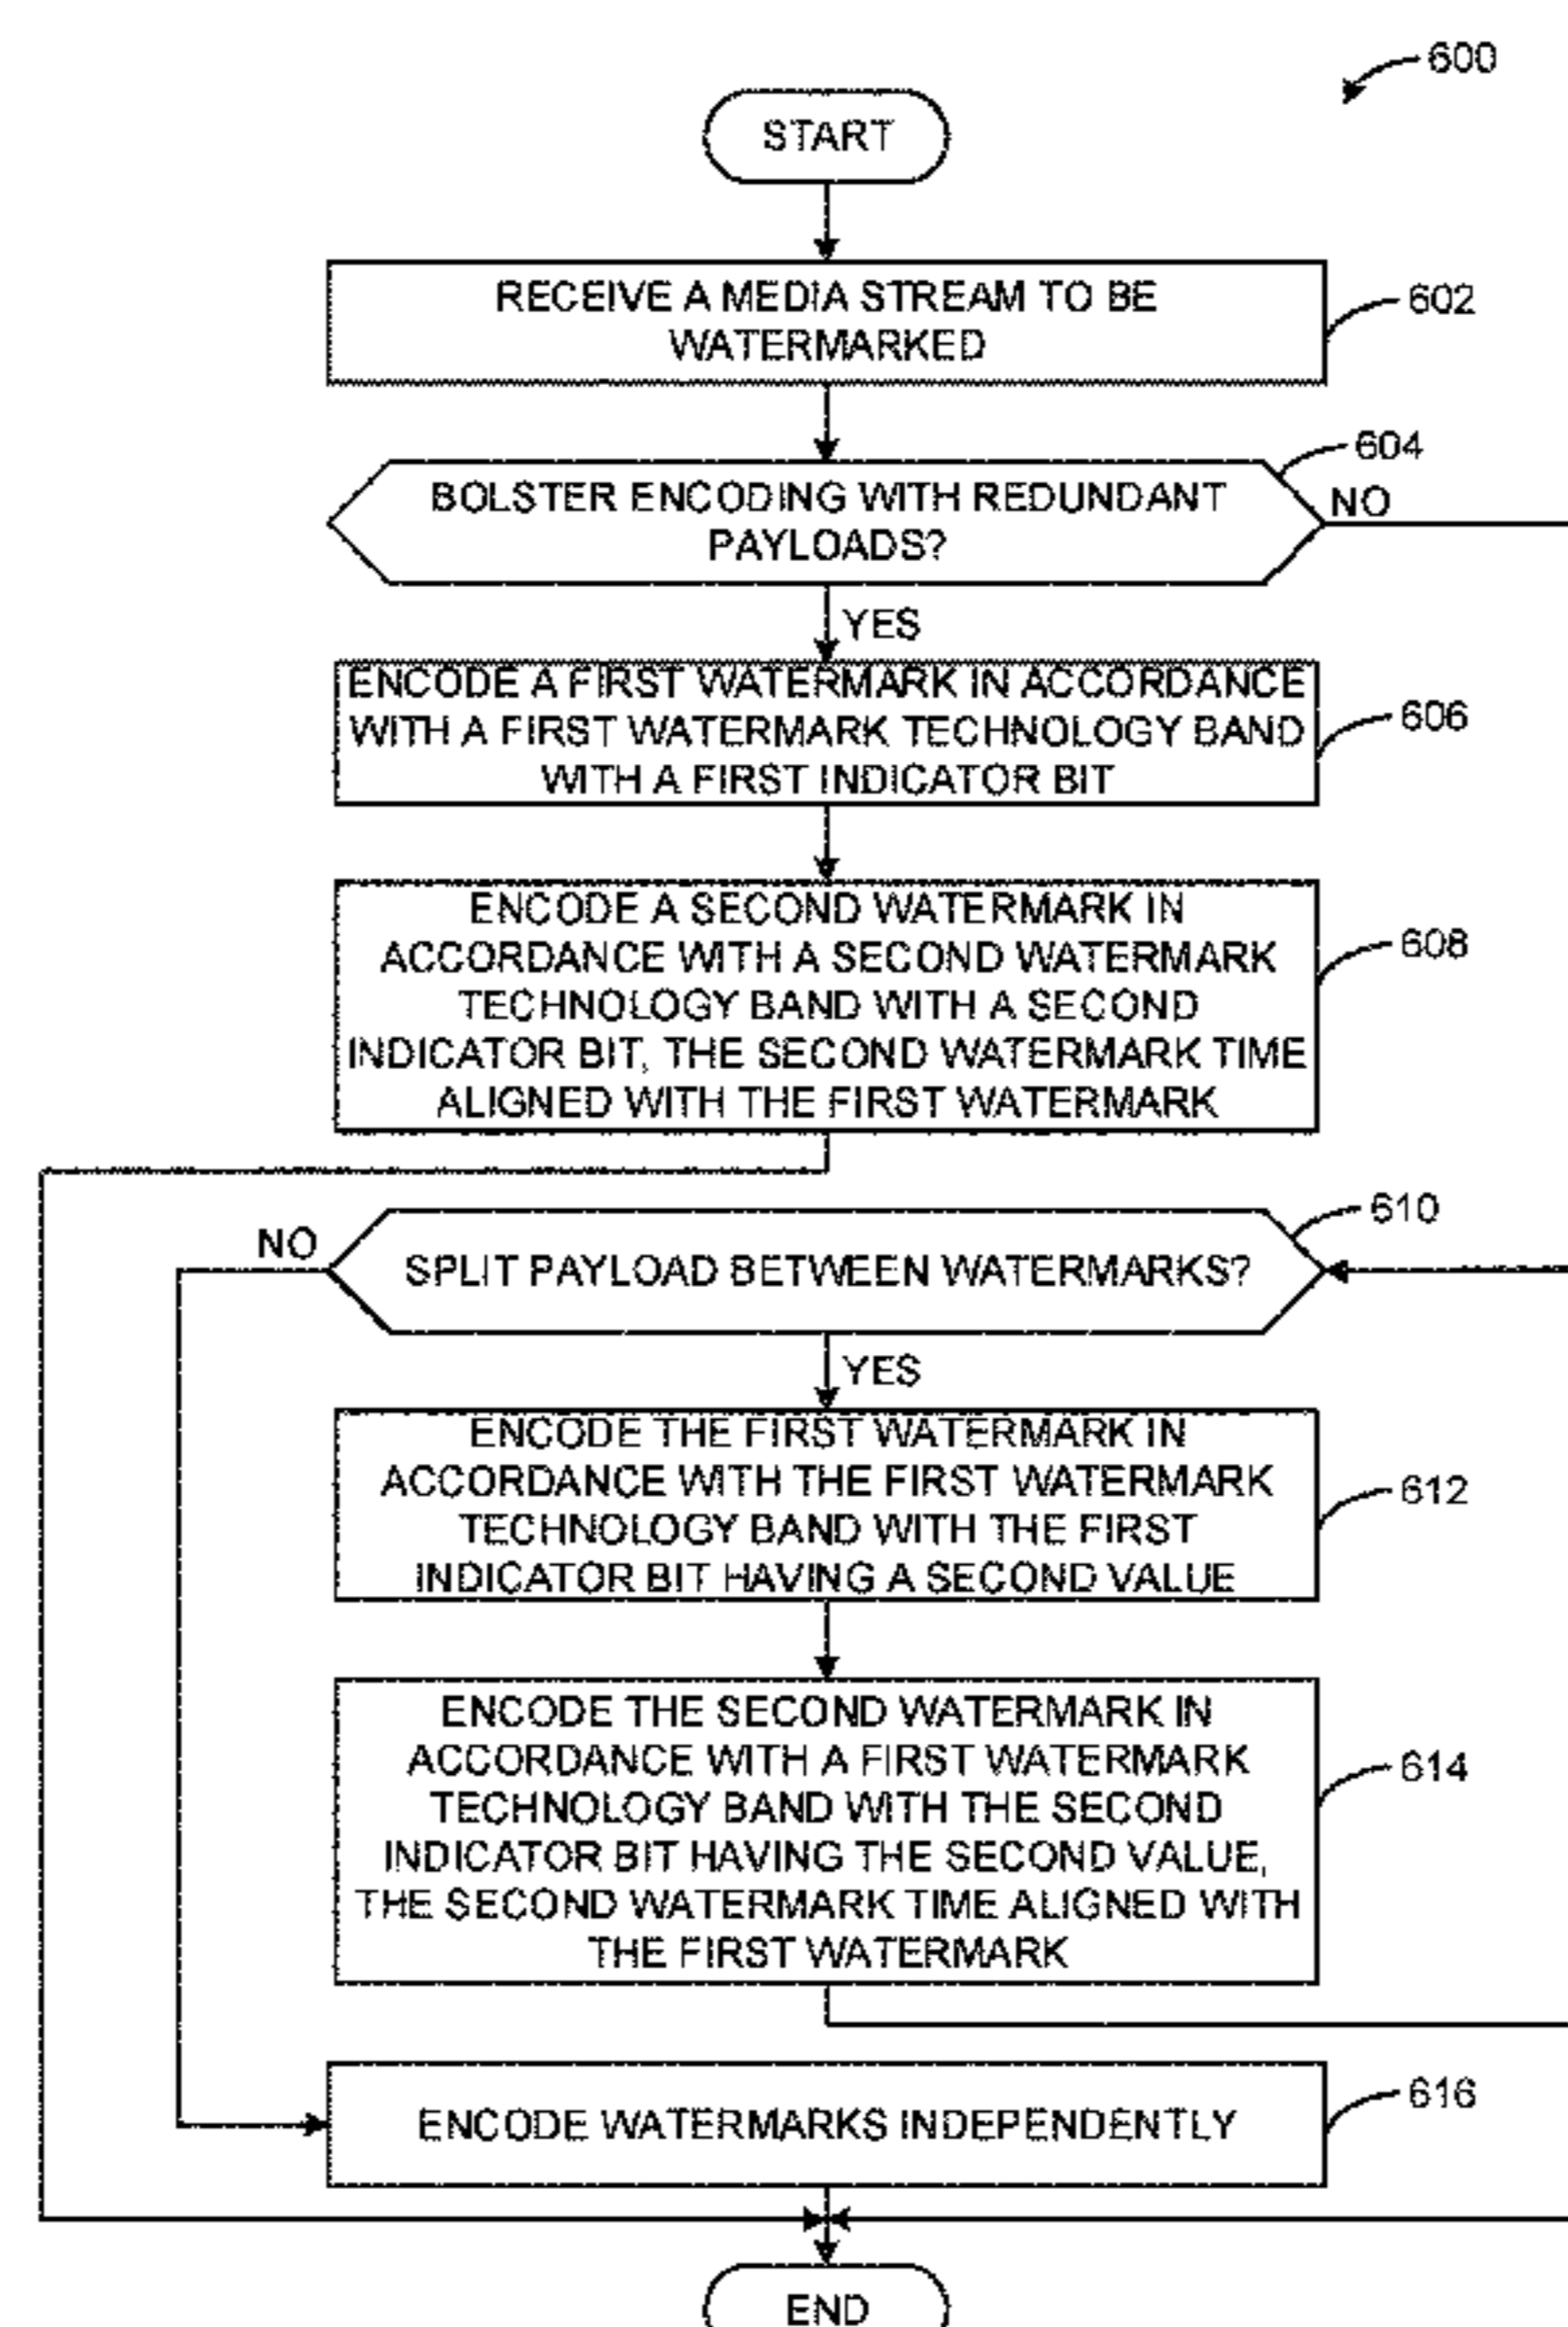 600
START
RECEIVE A MEDIA STREAM TO BE
WATERMARKED
602
604
BOLSTER ENCODING WITH REDUNDANT
PAYLOADS?
NO
YES
ENCODE A FIRST WATERMARK IN ACCORDANCE
WITH A FIRST WATERMARK TECHNOLOGY BAND
WITH A FIRST INDICATOR BIT
606
ENCODE A SECOND WATERMARK IN
ACCORDANCE WITH A SECOND WATERMARK
TECHNOLOGY BAND WITH A SECOND
INDICATOR BIT, THE SECOND WATERMARK TIME
ALIGNED WITH THE FIRST WATERMARK
608
610
NO
SPLIT PAYLOAD BETWEEN WATERMARKS?
YES
ENCODE THE FIRST WATERMARK IN
ACCORDANCE WITH THE FIRST WATERMARK
TECHNOLOGY BAND WITH THE FIRST
INDICATOR BIT HAVING A SECOND VALUE
612
ENCODE THE SECOND WATERMARK IN
ACCORDANCE WITH A FIRST WATERMARK
TECHNOLOGY BAND WITH THE SECOND
INDICATOR BIT HAVING THE SECOND VALUE,
THE SECOND WATERMARK TIME ALIGNED WITH
THE FIRST WATERMARK
614
ENCODE WATERMARKS INDEPENDENTLY
616
END